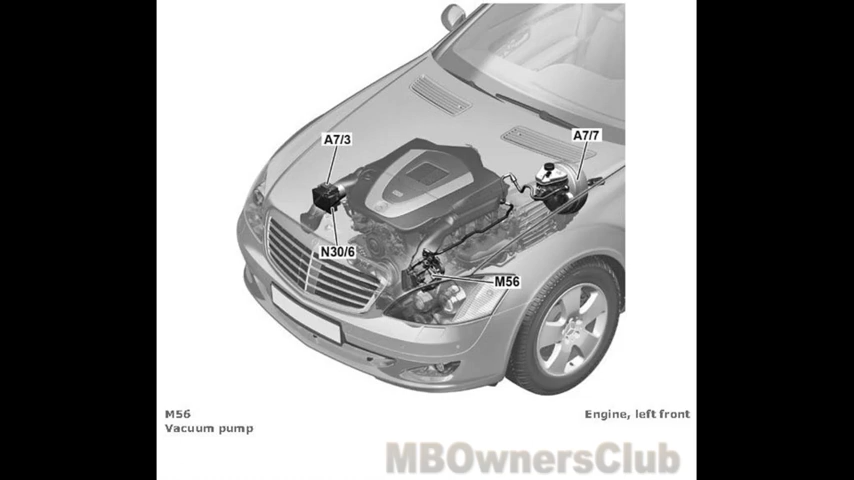 A7/3
A7/7
N30/6
M56
M56
Engine, left front
Vacuum pump
MBOwnersClub